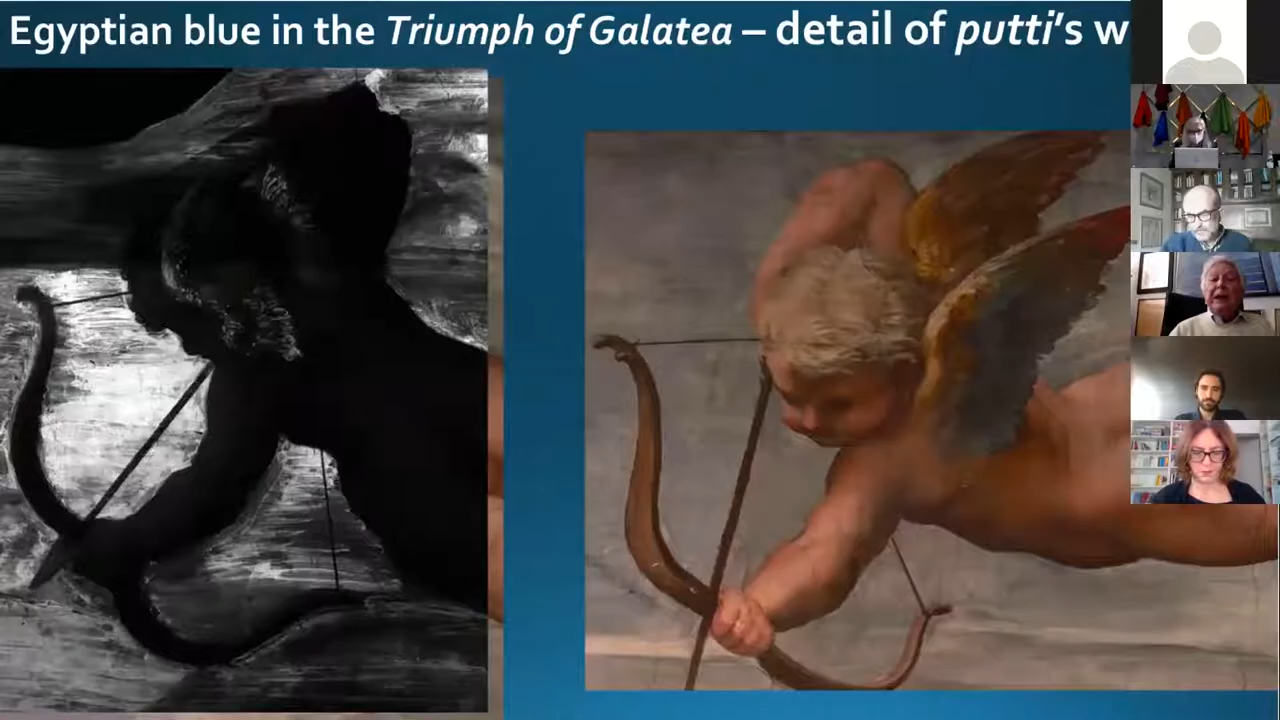 Egyptian blue in the Triumph of Galatea – detail of putti's